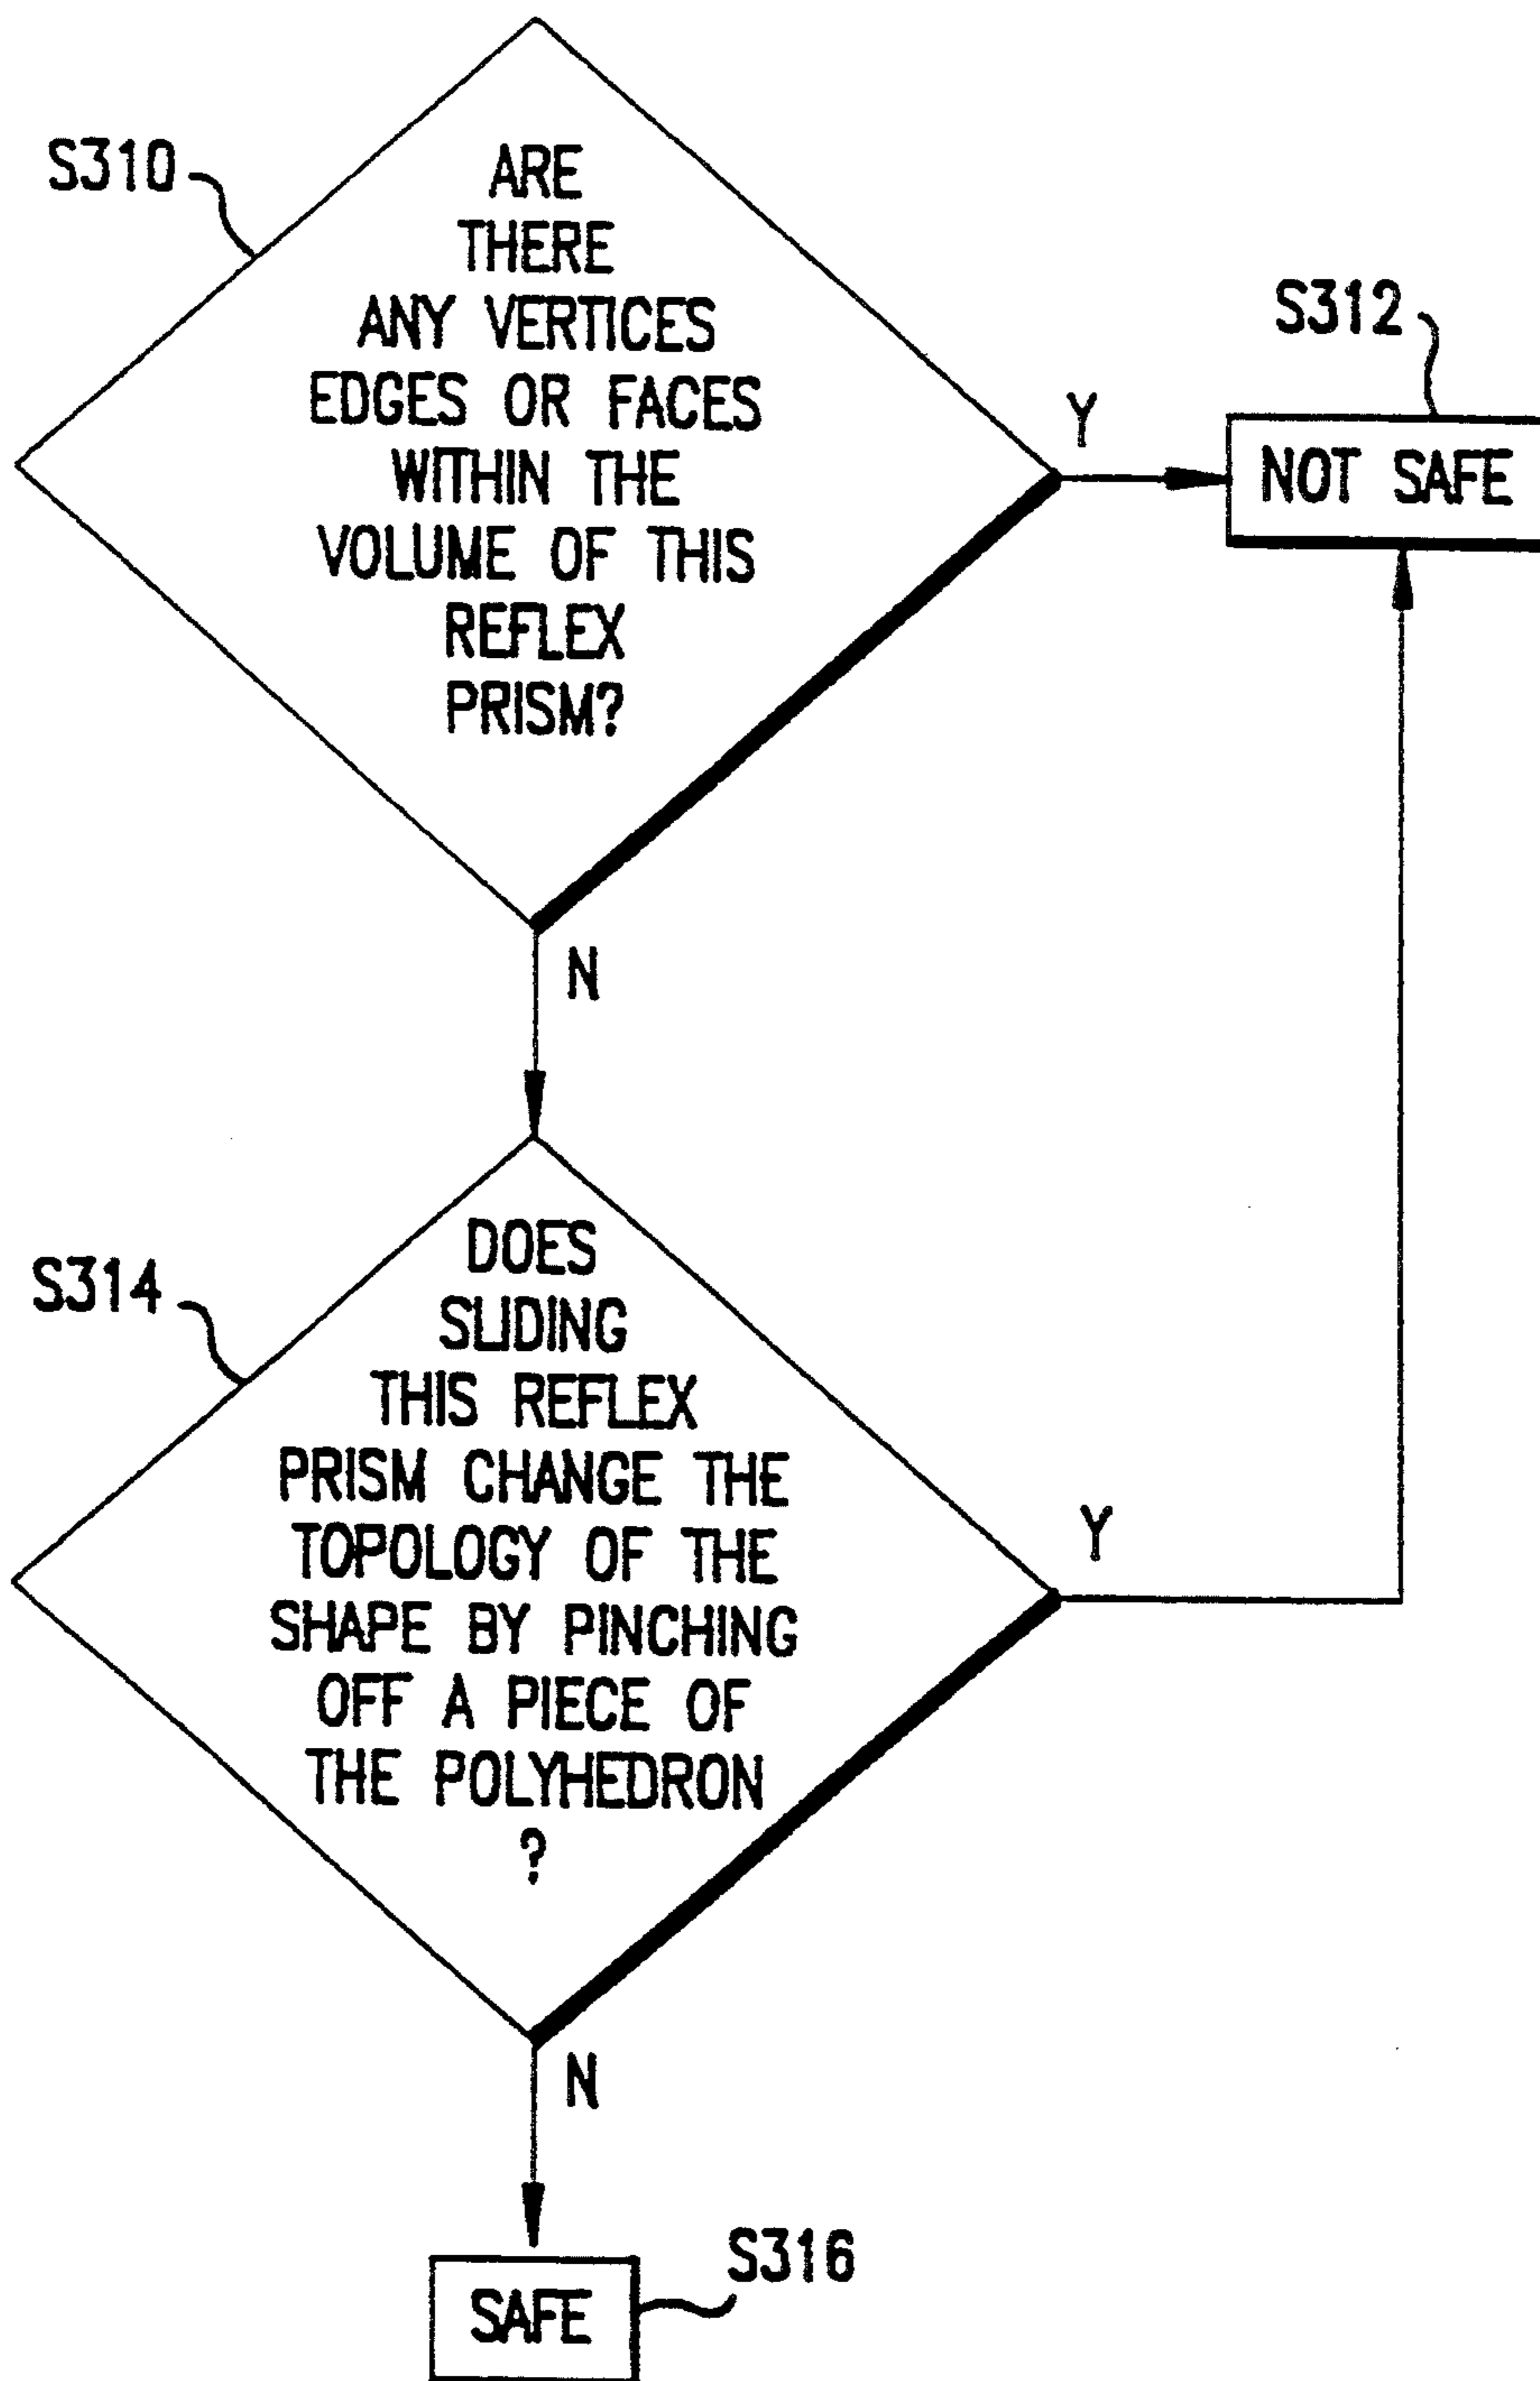 S310
ARE
THERE
ANY VERTICES
EDGES OR FACES
WITHIN THE
VOLUME OF THIS
REFLEX
PRISM?
Y
S312
NOT SAFE
N
S314
DOES
SLIDING
THIS REFLEX
PRISM CHANGE THE
TOPOLOGY OF THE
SHAPE BY PINCHING
OFF A PIECE OF
THE POLYHEDRON
?
Y
N
S316
SAFE